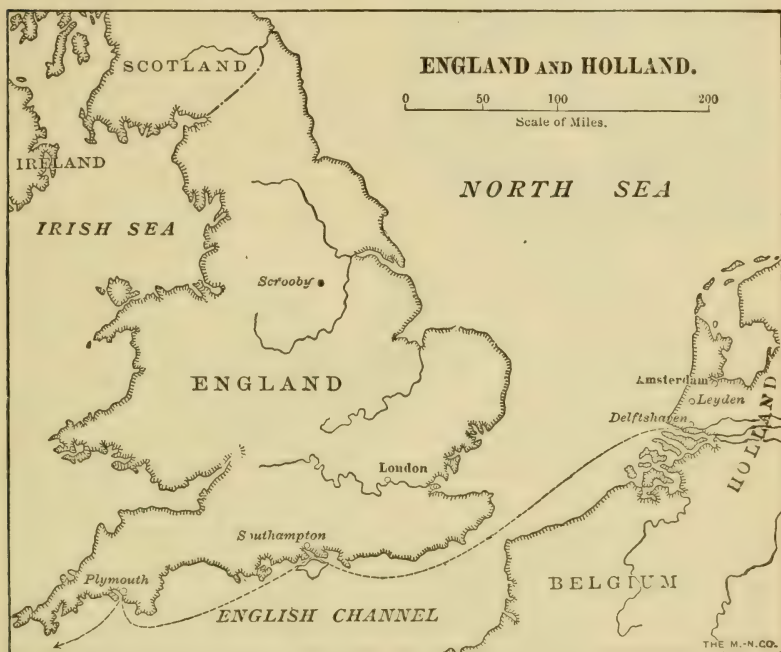 ENGLAND AND HOLLAND.
0 50 100 200
Scale of Miles.
SCOTLAND
IRELAND
NORTH SEA
IRISH SEA
Scrooby
ENGLAND
Amsterdam
Leyden
Delftshaven
HOLLAND
London
Southampton
Plymouth
BELGIUM
ENGLISH CHANNEL
THE M.-N.CO.